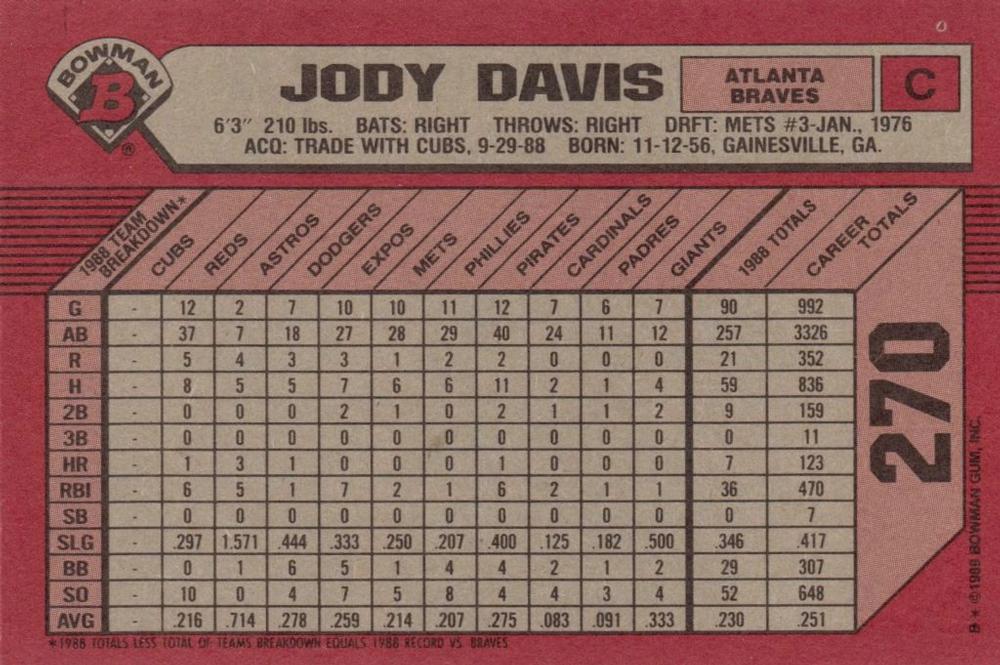 BOWMAN
B
®
JODY DAVIS
ATLANTA
BRAVES
C
6'3" 210 lbs. BATS: RIGHT THROWS: RIGHT DRFT: METS #3-JAN., 1976
ACQ: TRADE WITH CUBS, 9-29-88 BORN: 11-12-56, GAINESVILLE, GA.
1988 TEAM BREAKDOWN* CUBS REDS ASTROS DODGERS EXPOS METS PHILLIES PIRATES CARDINALS PADRES GIANTS 1988 TOTALS CAREER TOTALS
G - 12 2 7 10 10 11 12 7 6 7 90 992
AB - 37 7 18 27 28 29 40 24 11 12 257 3326
R - 5 4 3 3 1 2 2 0 0 0 21 352
H - 8 5 5 7 6 6 11 2 1 4 59 836
2B - 0 0 0 2 1 0 2 1 1 2 9 159
3B - 0 0 0 0 0 0 0 0 0 0 0 11
HR - 1 3 1 0 0 0 1 0 0 0 7 123
RBI - 6 5 1 7 2 1 6 2 1 1 36 470
SB - 0 0 0 0 0 0 0 0 0 0 0 7
SLG - .297 1.571 .444 .333 .250 .207 .400 .125 .182 .500 .346 .417
BB - 0 1 6 5 1 4 4 2 1 2 29 307
SO - 10 0 4 7 5 8 4 4 3 4 52 648
AVG - .216 .714 .278 .259 .214 .207 .275 .083 .091 .333 .230 .251
*1988 TOTALS LESS TOTAL OF TEAMS BREAKDOWN EQUALS 1988 RECORD VS. BRAVES
270
B * ©1989 BOWMAN GUM, INC.